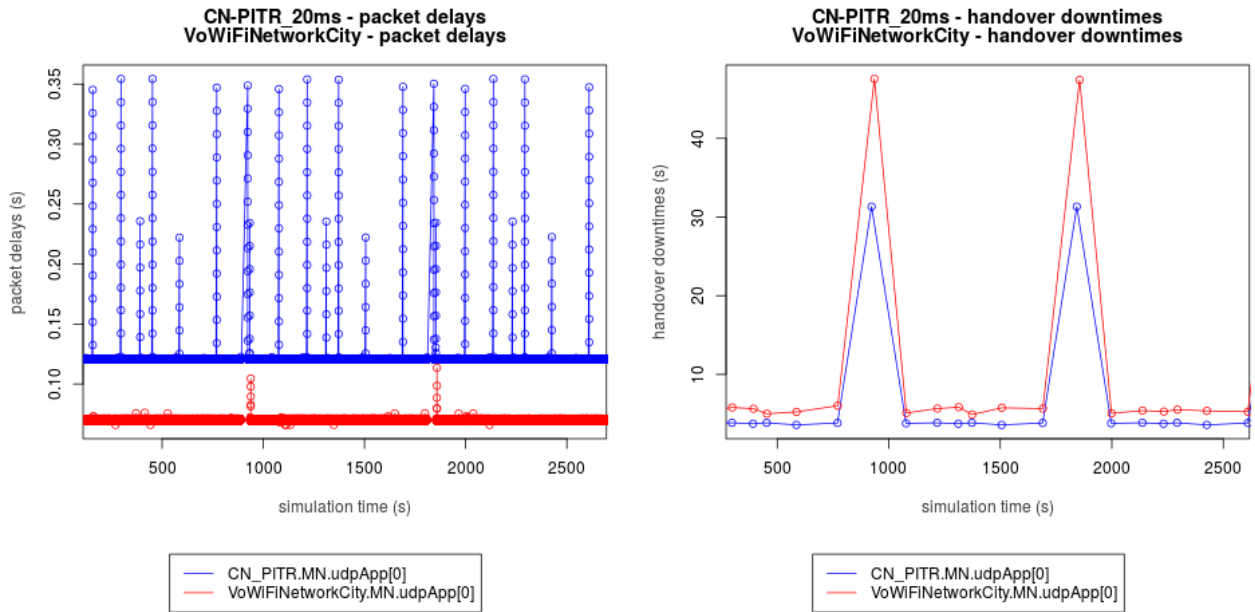 CN-PITR_20ms - packet delays
VoWiFiNetworkCity - packet delays
packet delays (s)
0.35
0.30
0.25
0.20
0.15
0.10
500
1000
1500
2000
2500
simulation time (s)
CN_PITR.MN.udpApp[0]
VoWiFiNetworkCity.MN.udpApp[0]
CN-PITR_20ms - handover downtimes
VoWiFiNetworkCity - handover downtimes
handover downtimes (s)
40
30
20
10
500
1000
1500
2000
2500
simulation time (s)
CN_PITR.MN.udpApp[0]
VoWiFiNetworkCity.MN.udpApp[0]